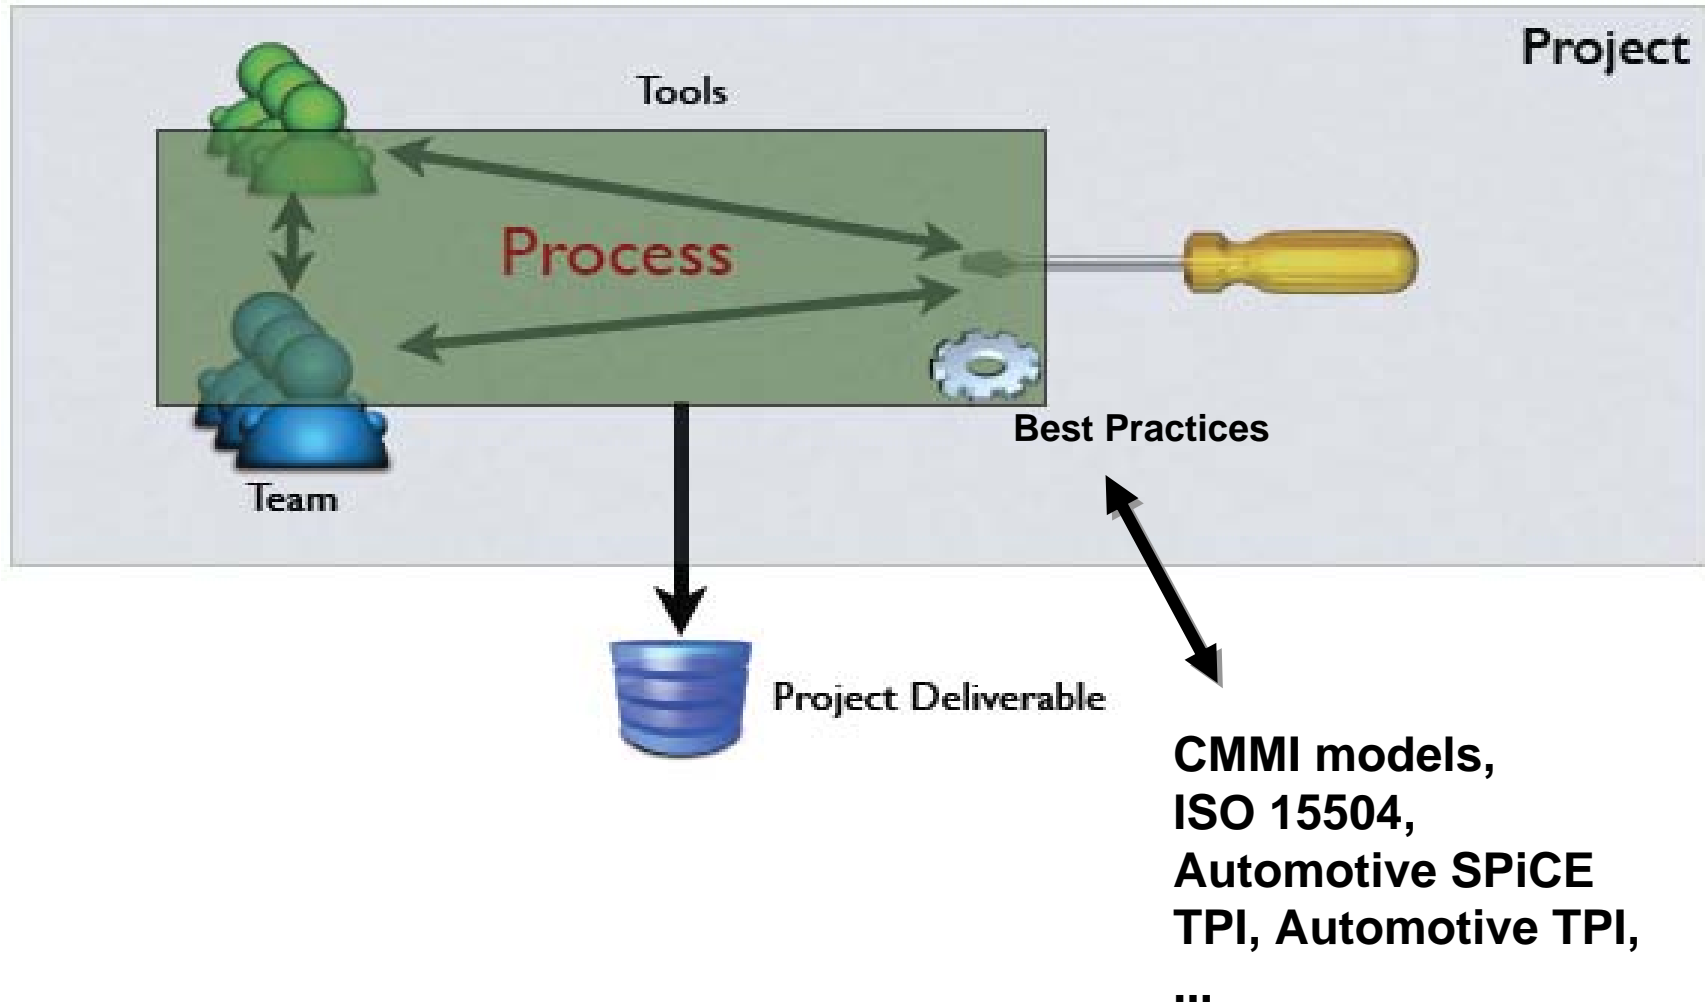 Project
Tools
Process
Best Practices
Team
Project Deliverable
CMMI models,
ISO 15504,
Automotive SPiCE
TPI, Automotive TPI,
...